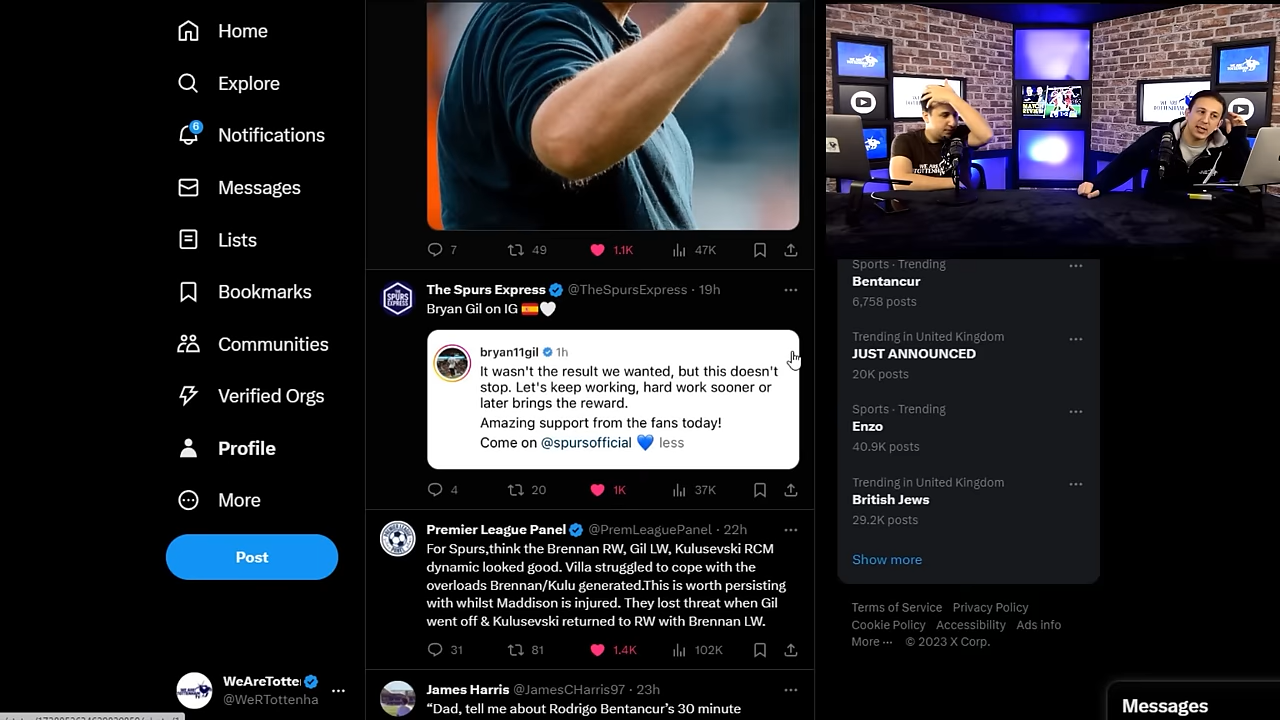 Home
Explore
6
Notifications
Messages
Lists
Bookmarks
Communities
Verified Orgs
Profile
More
Post
WeAreTotte
@WeRTottenha
7 49 1.1K 47K
THE SPURS EXPRESS
The Spurs Express @TheSpursExpress · 19h
Bryan Gil on IG
bryan11gil 1h
It wasn't the result we wanted, but this doesn't
stop. Let's keep working, hard work sooner or
later brings the reward.
Amazing support from the fans today!
Come on @spursofficial less
4 20 1K 37K
Premier League Panel @PremLeaguePanel · 22h
For Spurs,think the Brennan RW, Gil LW, Kulusevski RCM
dynamic looked good. Villa struggled to cope with the
overloads Brennan/Kulu generated.This is worth persisting
with whilst Maddison is injured. They lost threat when Gil
went off & Kulusevski returned to RW with Brennan LW.
31 81 1.4K 102K
James Harris @JamesCHarris97 · 23h
“Dad, tell me about Rodrigo Bentancur’s 30 minute
WE ARE
TOTTENHAM
Sports · Trending
Bentancur
6,758 posts
Trending in United Kingdom
JUST ANNOUNCED
20K posts
Sports · Trending
Enzo
40.9K posts
Trending in United Kingdom
British Jews
29.2K posts
Show more
Terms of Service Privacy Policy
Cookie Policy Accessibility Ads info
More ··· © 2023 X Corp.
Messages